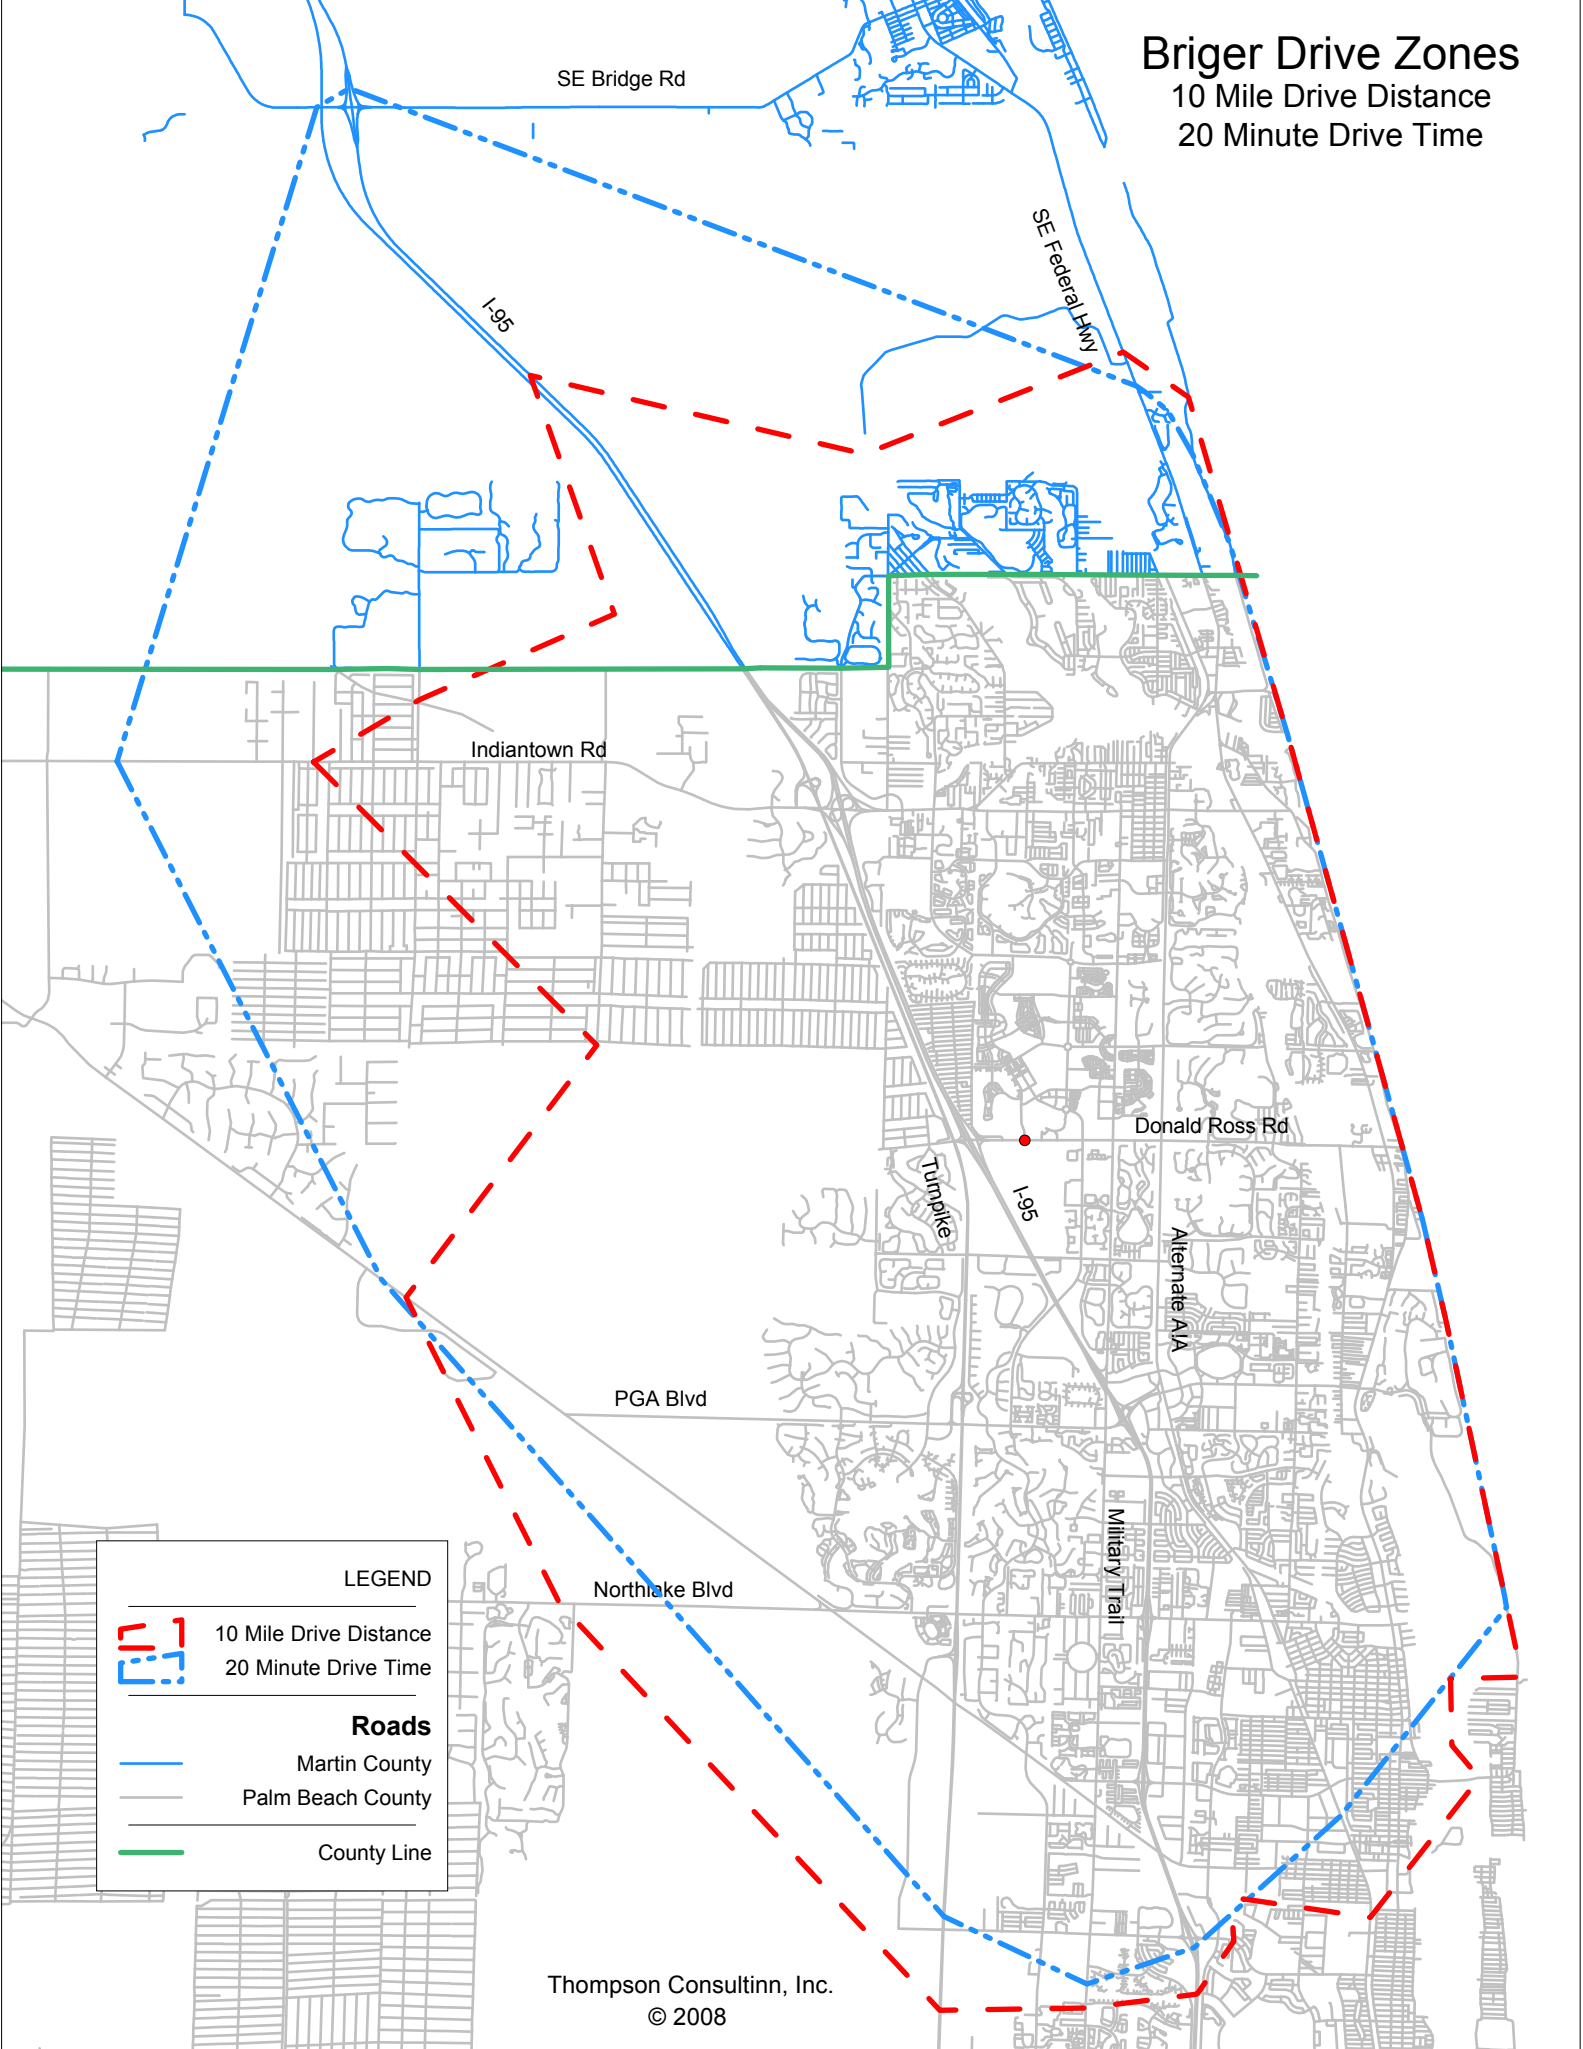 Briger Drive Zones
10 Mile Drive Distance
20 Minute Drive Time
SE Bridge Rd
SE Federal Hwy
I-95
Indiantown Rd
Donald Ross Rd
Turnpike
I-95
Alternate A!A
PGA Blvd
Military Trail
Northlake Blvd
LEGEND
10 Mile Drive Distance
20 Minute Drive Time
Roads
Martin County
Palm Beach County
County Line
Thompson Consultinn, Inc.
© 2008